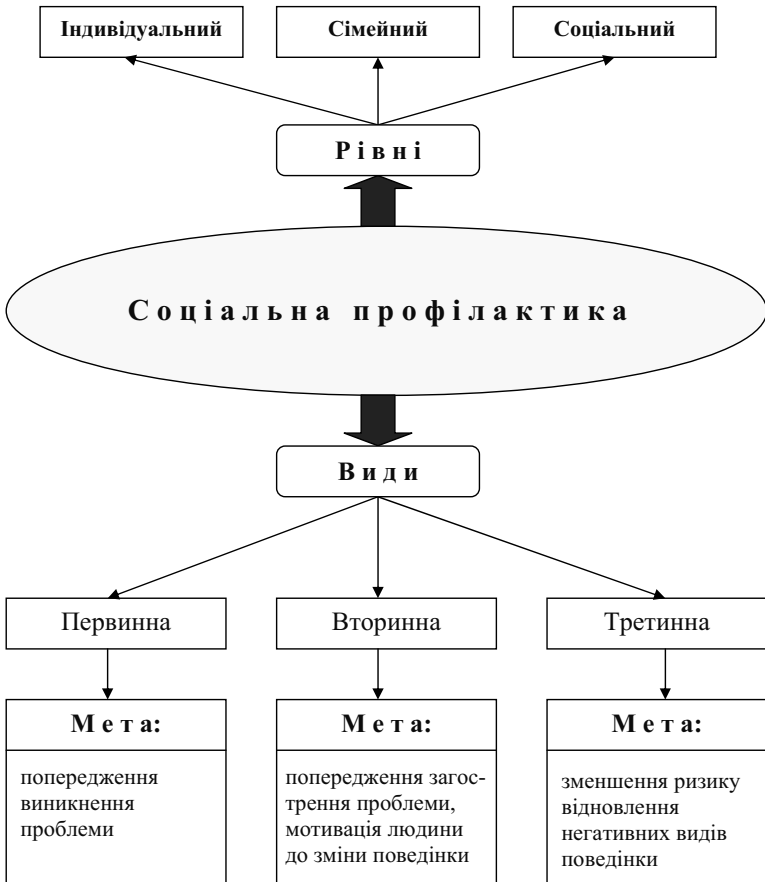 Індивідуальний
Сімейний
Соціальний
Рівні
Соціальна профілактика
Види
Первинна
Вторинна
Третинна
Мета:
попередження
виникнення
проблеми
Мета:
попередження загос-
трення проблеми,
мотивація людини
до зміни поведінки
Мета:
зменшення ризику
відновлення
негативних видів
поведінки